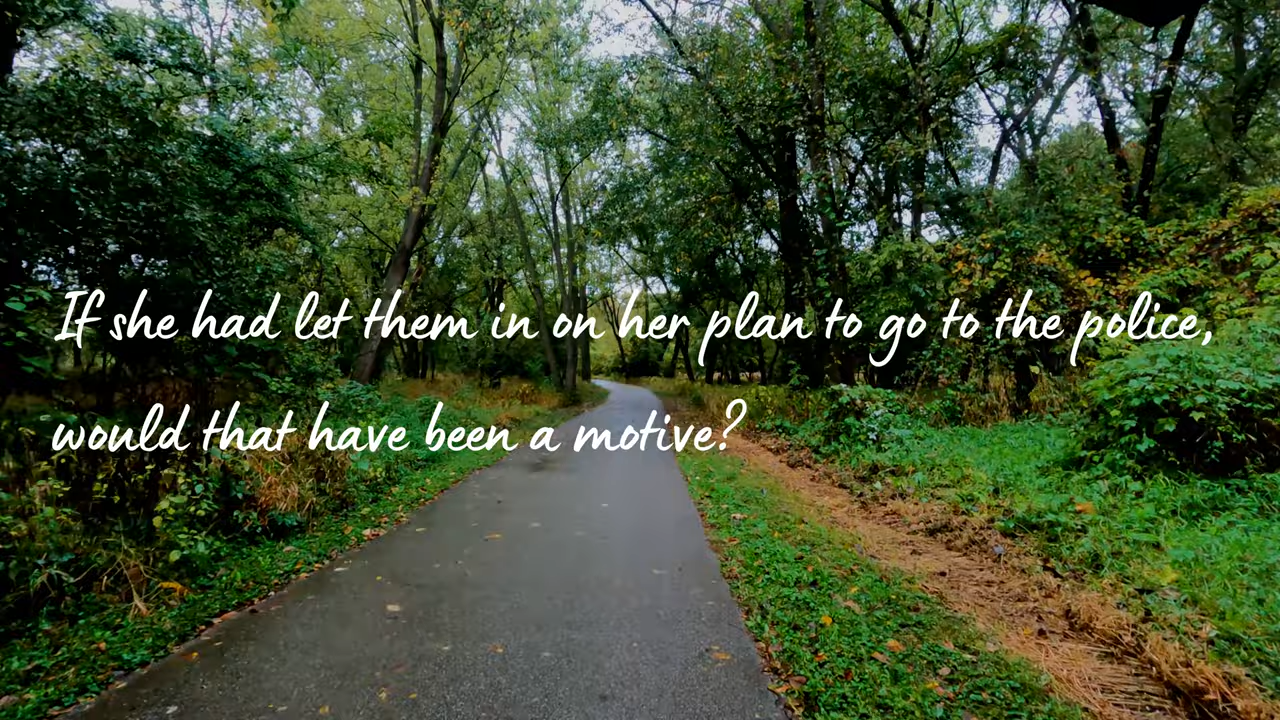 If she had let them in on her plan to go to the police,
would that have been a motive?